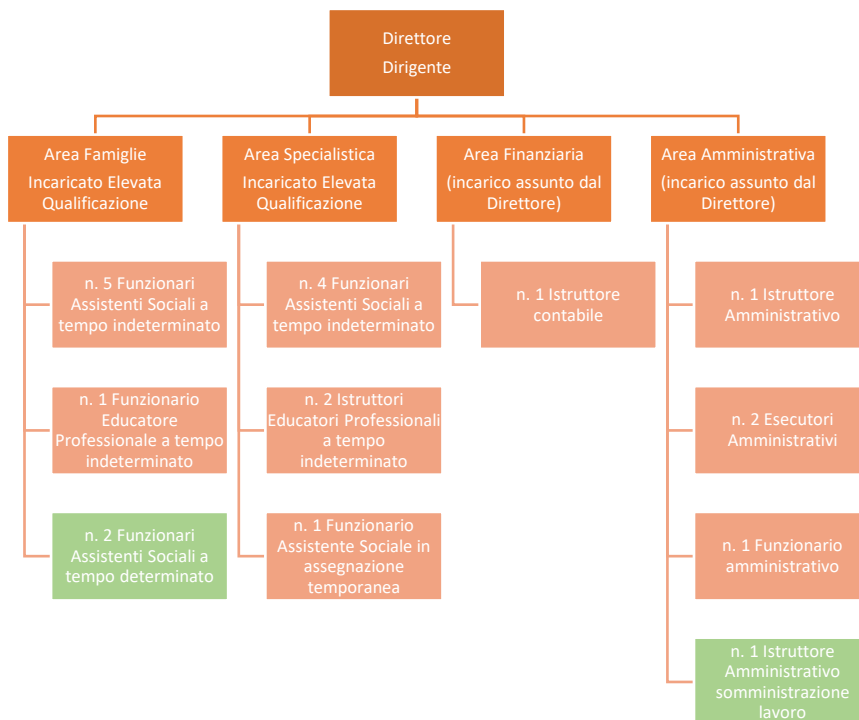 Direttore
Dirigente
Area Famiglie
Incaricato Elevata
Qualificazione
Area Specialistica
Incaricato Elevata
Qualificazione
Area Finanziaria
(incarico assunto dal
Direttore)
Area Amministrativa
(incarico assunto dal
Direttore)
n. 5 Funzionari
Assistenti Sociali a
tempo indeterminato
n. 4 Funzionari
Assistenti Sociali a
tempo indeterminato
n. 1 Istruttore
contabile
n. 1 Istruttore
Amministrativo
n. 1 Funzionario
Educatore
Professionale a tempo
indeterminato
n. 2 Istruttori
Educatori Professionali
a tempo
indeterminato
n. 2 Esecutori
Amministrativi
n. 2 Funzionari
Assistenti Sociali a
tempo determinato
n. 1 Funzionario
Assistente Sociale in
assegnazione
temporanea
n. 1 Funzionario
amministrativo
n. 1 Istruttore
Amministrativo
somministrazione
lavoro